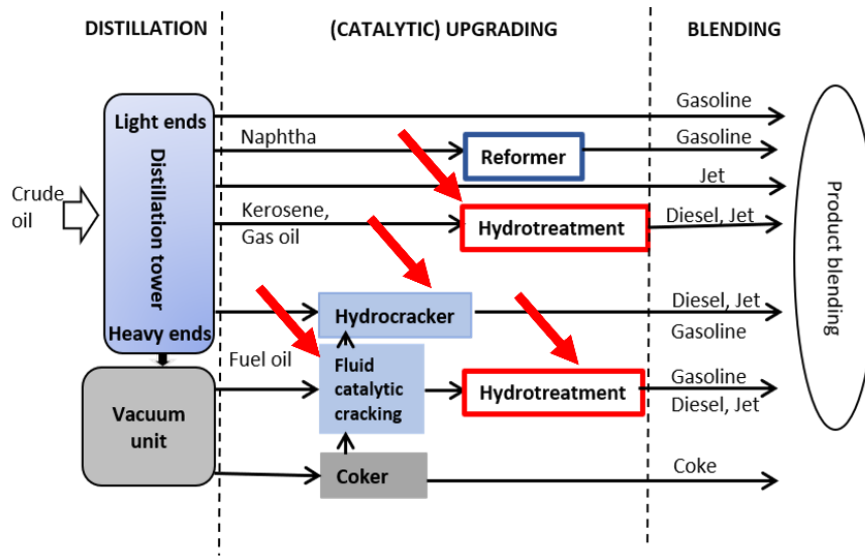 DISTILLATION
(CATALYTIC) UPGRADING
BLENDING
Light ends
Distillation tower
Heavy ends
Crude
oil
Vacuum
unit
Naphtha
Reformer
Kerosene,
Gas oil
Hydrotreatment
Hydrocracker
Fuel oil
Fluid
catalytic
cracking
Hydrotreatment
Coker
Gasoline
Gasoline
Jet
Diesel, Jet
Diesel, Jet
Gasoline
Gasoline
Diesel, Jet
Coke
Product blending